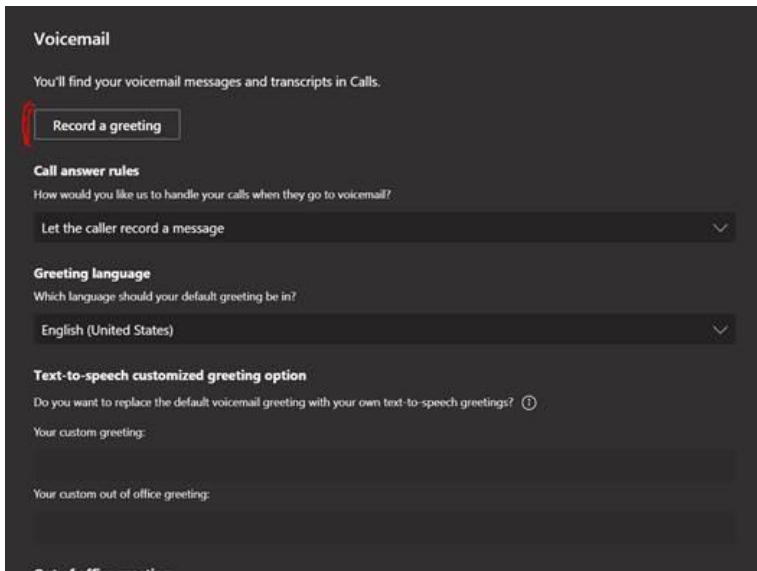 Voicemail
You'll find your voicemail messages and transcripts in Calls.
Record a greeting
Call answer rules
How would you like us to handle your calls when they go to voicemail?
Let the caller record a message
Greeting language
Which language should your default greeting be in?
English (United States)
Text-to-speech customized greeting option
Do you want to replace the default voicemail greeting with your own text-to-speech greetings?
Your custom greeting:
Your custom out of office greeting: